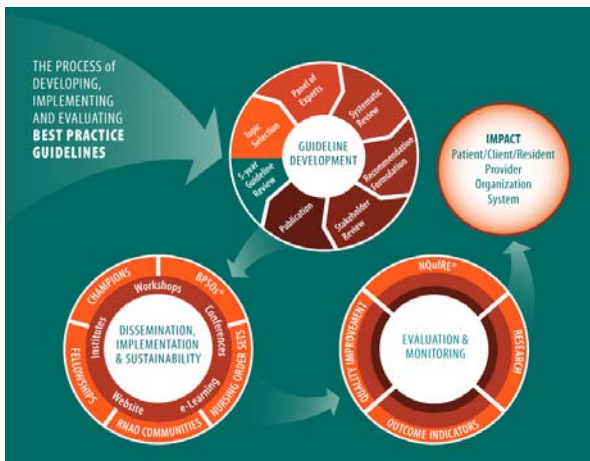 THE PROCESS of
DEVELOPING,
IMPLEMENTING
AND EVALUATING
BEST PRACTICE
GUIDELINES
GUIDELINE
DEVELOPMENT
Topic
Selection
Panel of
Experts
Systematic
Review
Recommendation
Formulation
Stakeholder
Review
Publication
5-year
Guideline
Review
IMPACT
Patient/Client/Resident
Provider
Organization
System
DISSEMINATION,
IMPLEMENTATION
& SUSTAINABILITY
CHAMPIONS
BPSOs®
NURSING ORDER SETS
RNAO COMMUNITIES
FELLOWSHIPS
Workshops
Conferences
e-Learning
Website
Institutes
EVALUATION &
MONITORING
NQuIRE®
RESEARCH
OUTCOME INDICATORS
QUALITY IMPROVEMENT